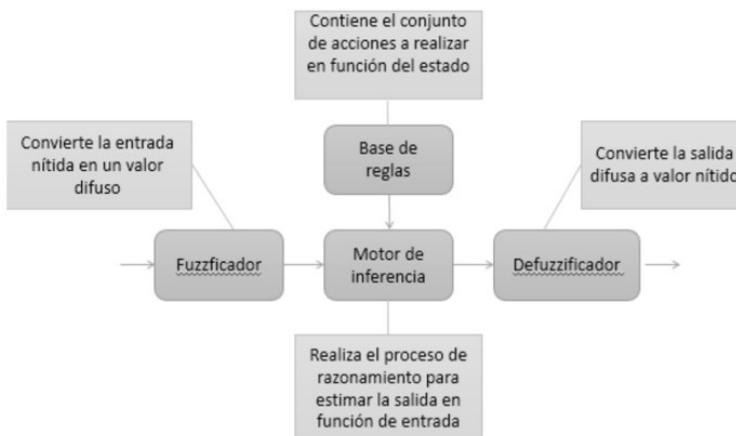 Contiene el conjunto
de acciones a realizar
en función del estado
Convierte la entrada
nítida en un valor
difuso
Base de
reglas
Convierte la salida
difusa a valor nítido
Fuzzficador
Motor de
inferencia
Defuzzificador
Realiza el proceso de
razonamiento para
estimar la salida en
función de entrada